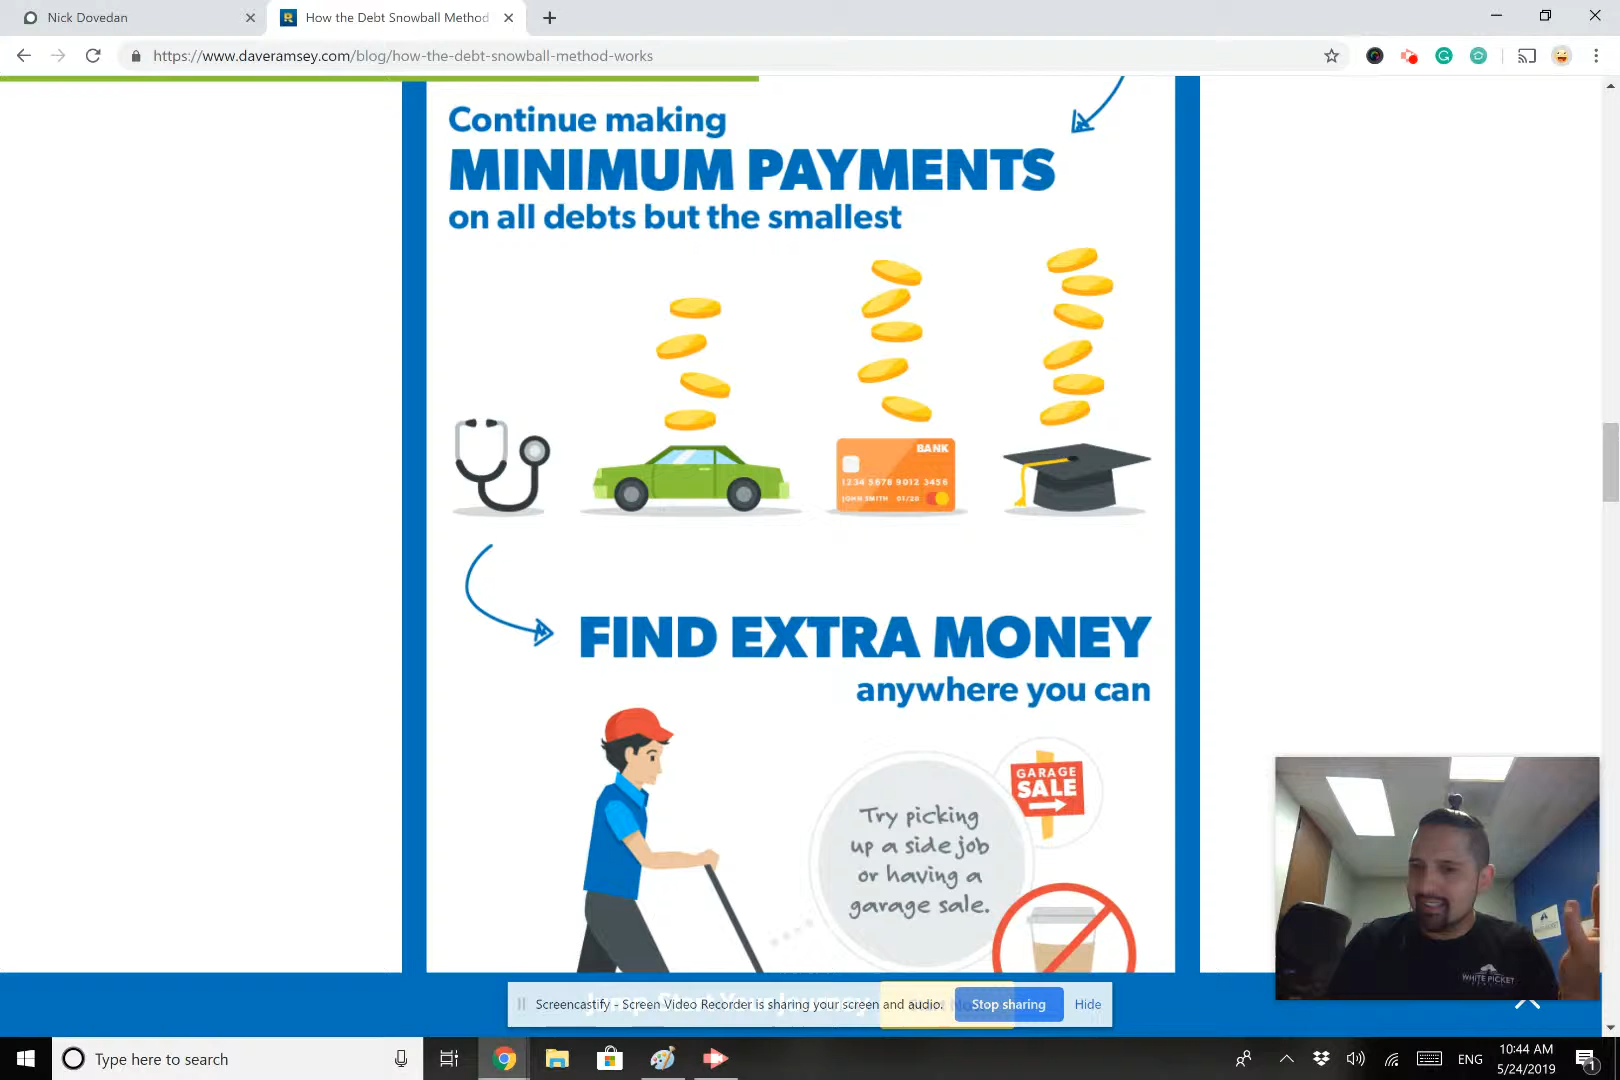 Nick Dovedan
How the Debt Snowball Method
https://www.daveramsey.com/blog/how-the-debt-snowball-method-works
Continue making
MINIMUM PAYMENTS
on all debts but the smallest
BANK
1234 5678 9012 3456
JOHN SMITH 01/20
FIND EXTRA MONEY
anywhere you can
GARAGE
SALE
Try picking
up a side job
or having a
garage sale.
WHITE PICKET
Screencastify - Screen Video Recorder is sharing your screen and audio.
Stop sharing
Hide
Type here to search
ENG
10:44 AM
5/24/2019
1